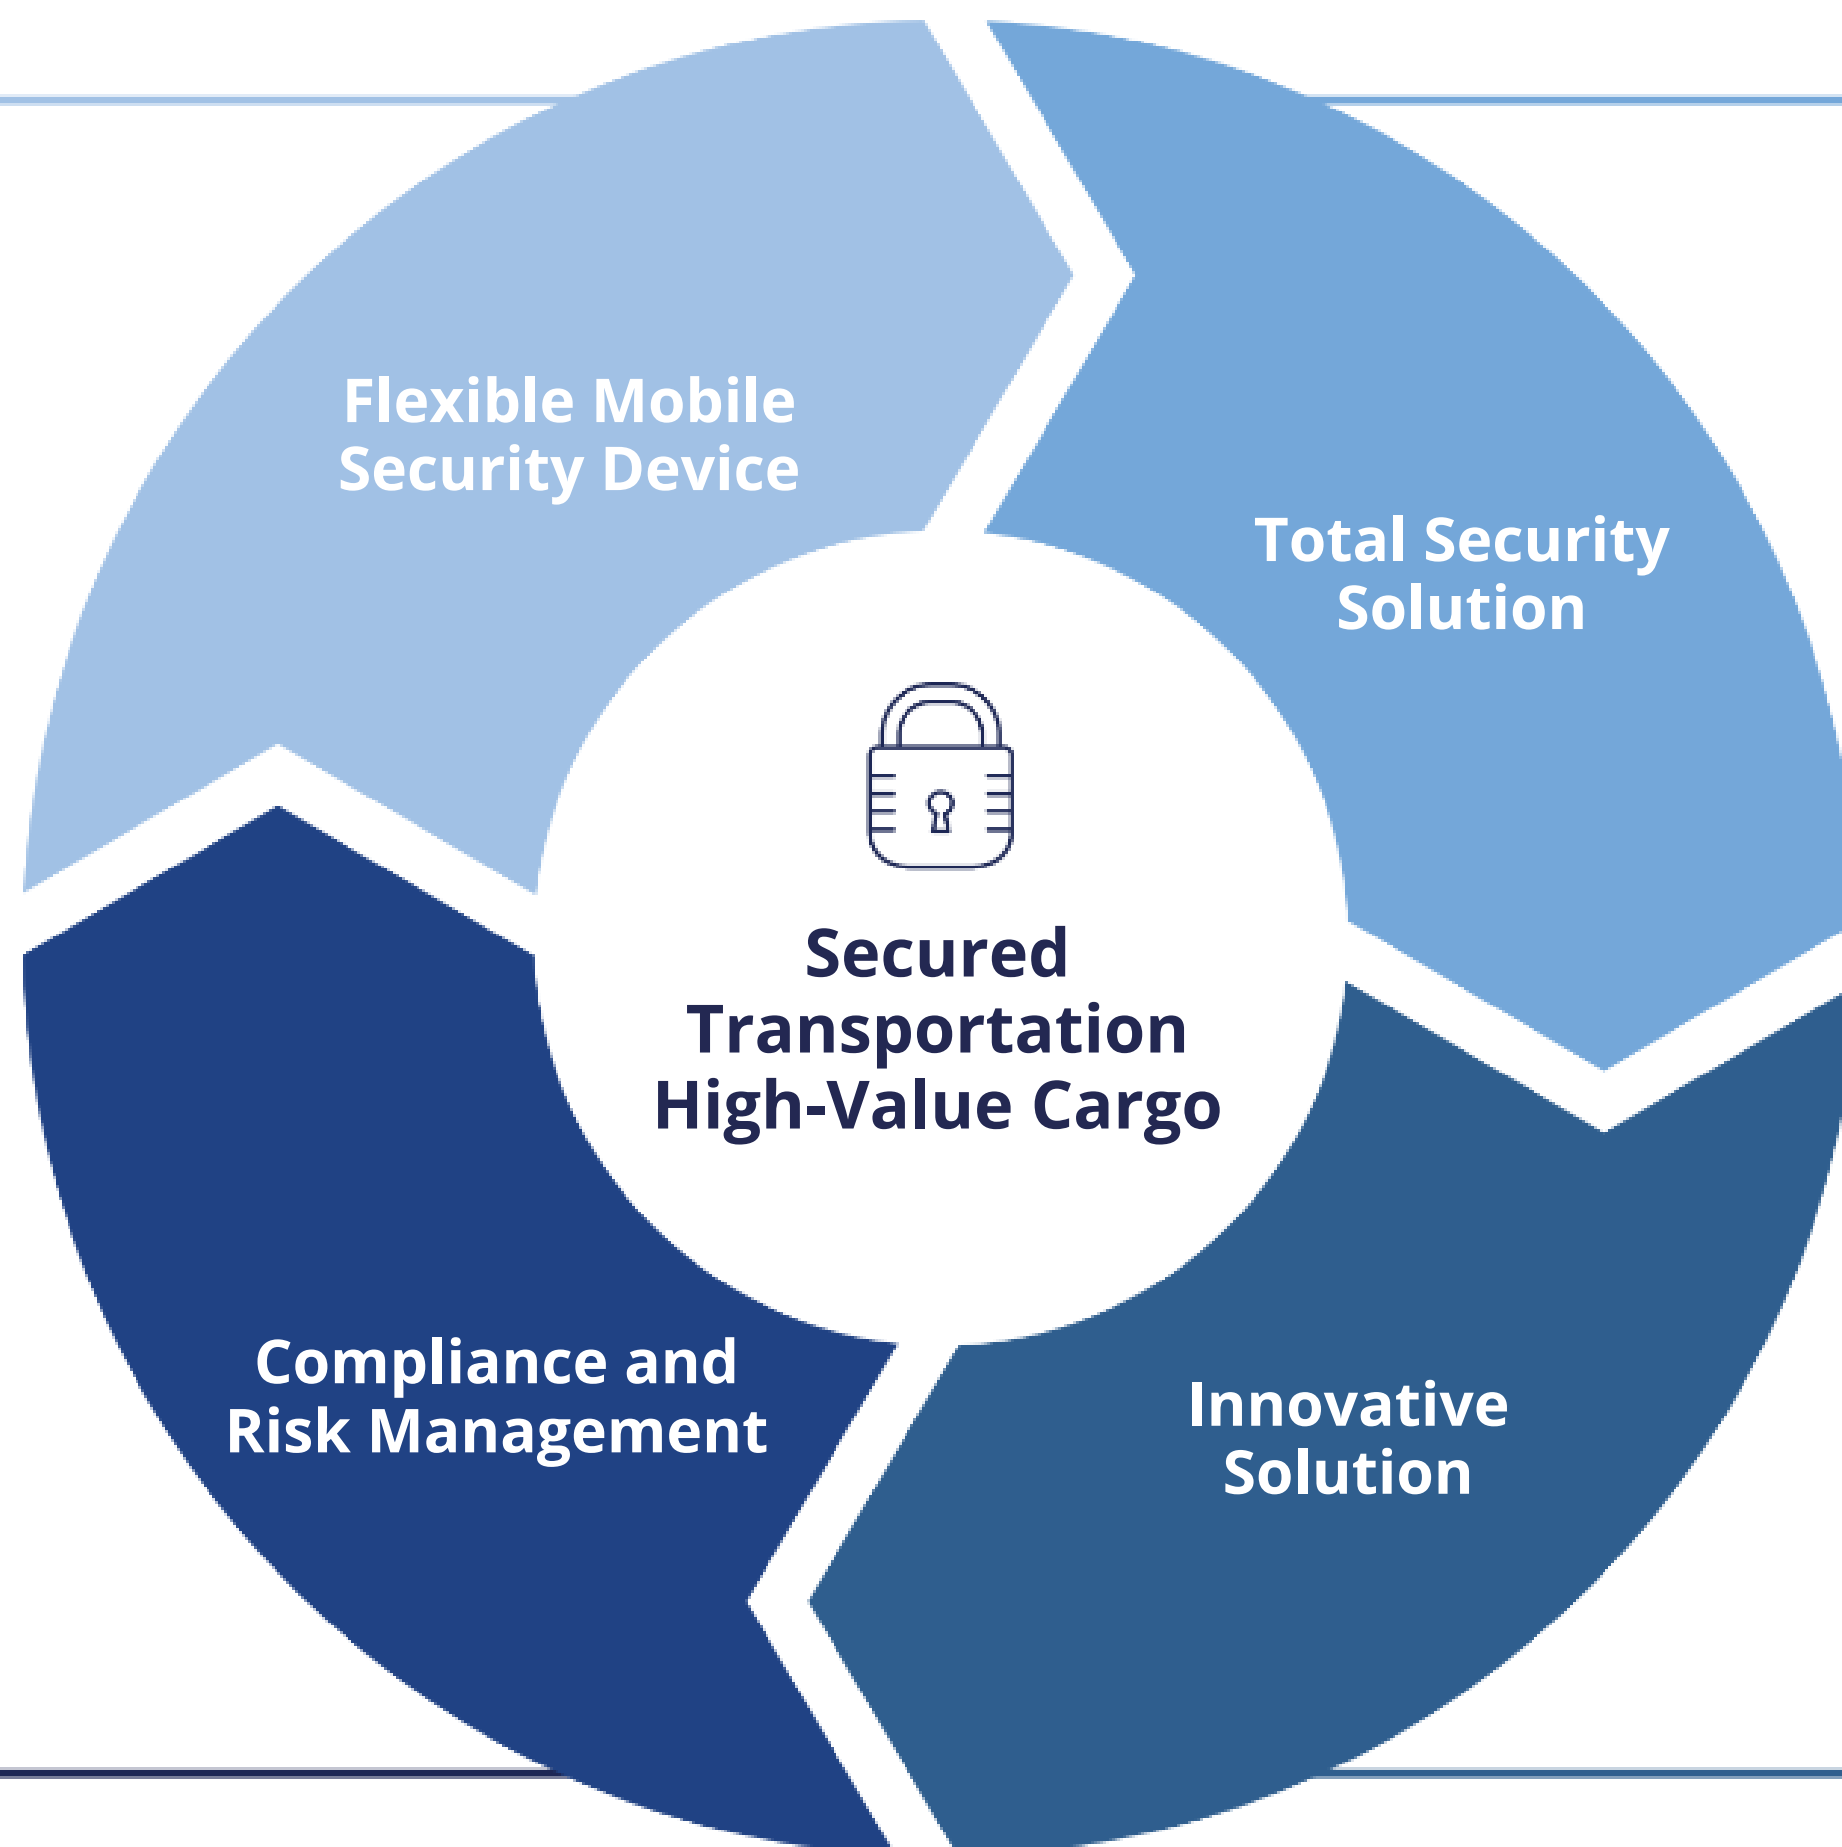 Flexible Mobile
Security Device
Total Security
Solution
Secured
Transportation
High-Value Cargo
Compliance and
Risk Management
Innovative
Solution